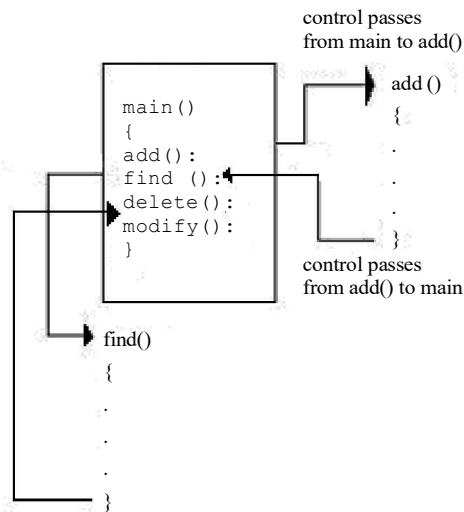 control passes
from main to add()
add ()
{
.
.
.
}
control passes
from add() to main
main()
{
add():
find ():
delete():
modify():
}
find()
{
.
.
.
}